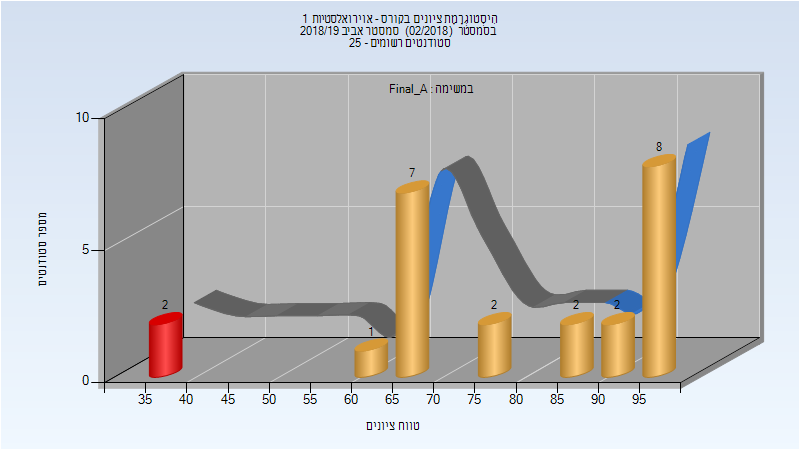 היסטוגרמת ציונים בקורס - אוירואלסטיות 1
בסמסטר (02/2018) סמסטר אביב 2018/19
סטודנטים רשומים - 25
במשימה : Final_A
מספר סטודנטים
10
5
0
2
1
7
2
2
2
8
35 40 45 50 55 60 65 70 75 80 85 90 95
טווח ציונים